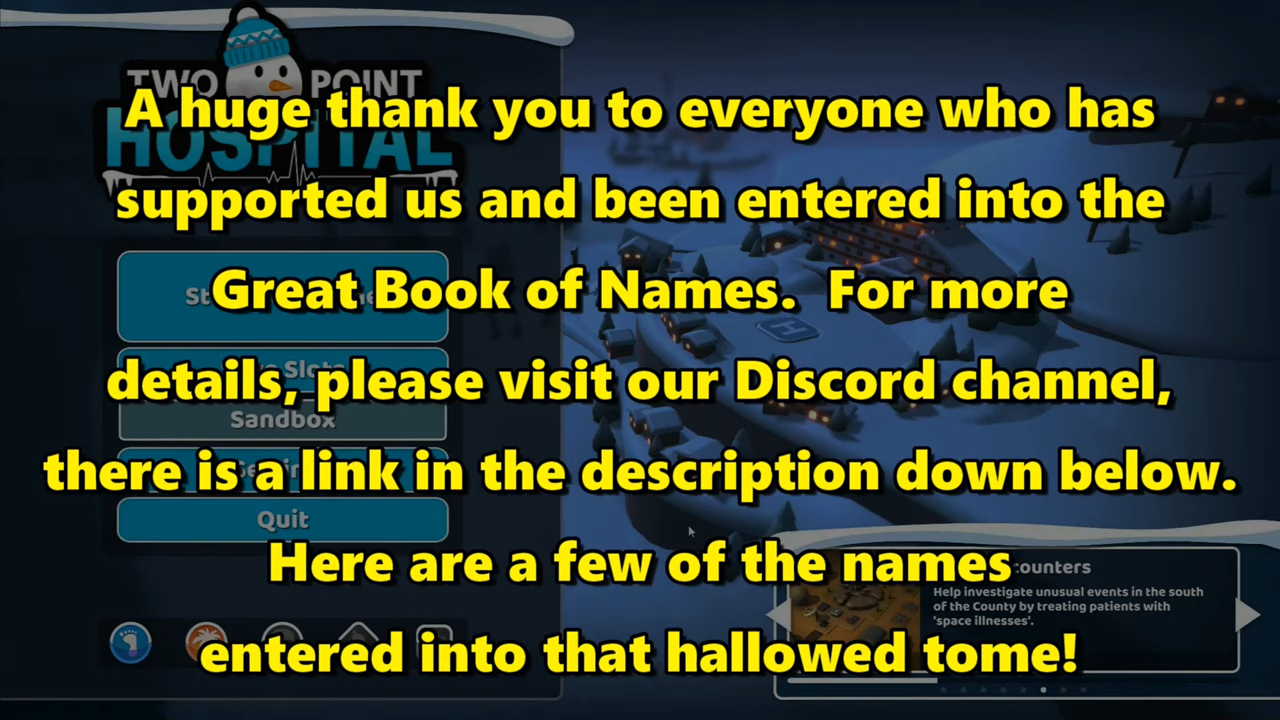 TWO POINT
HOSPITAL
A huge thank you to everyone who has
supported us and been entered into the
Great Book of Names.  For more
details, please visit our Discord channel,
there is a link in the description down below.
Here are a few of the names
entered into that hallowed tome!
Sandbox
Quit
Help investigate unusual events in the south
of the County by treating patients with
'space illnesses'.